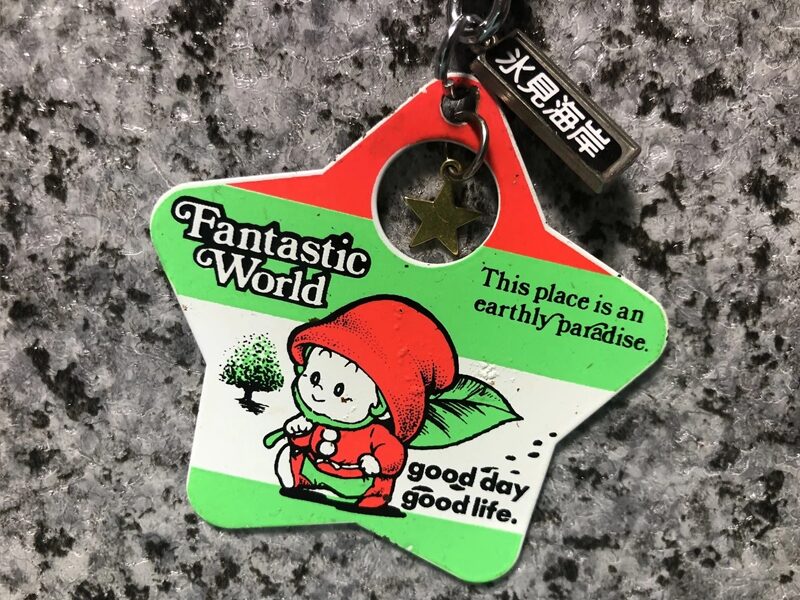 氷見海岸
Fantastic
World
This place is an
earthly paradise.
good day
good life.